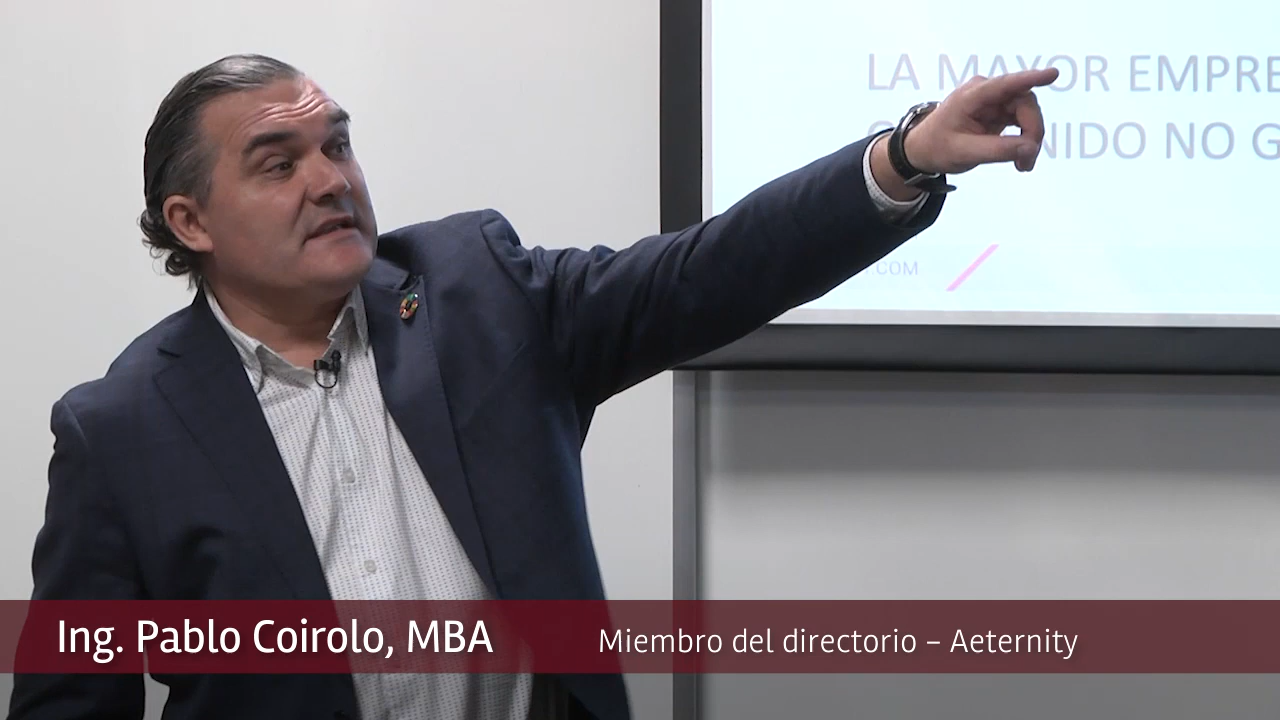 LA MAYOR EMPRE
NIDO NO G
.COM
Ing. Pablo Coirolo, MBA
Miembro del directorio – Aeternity